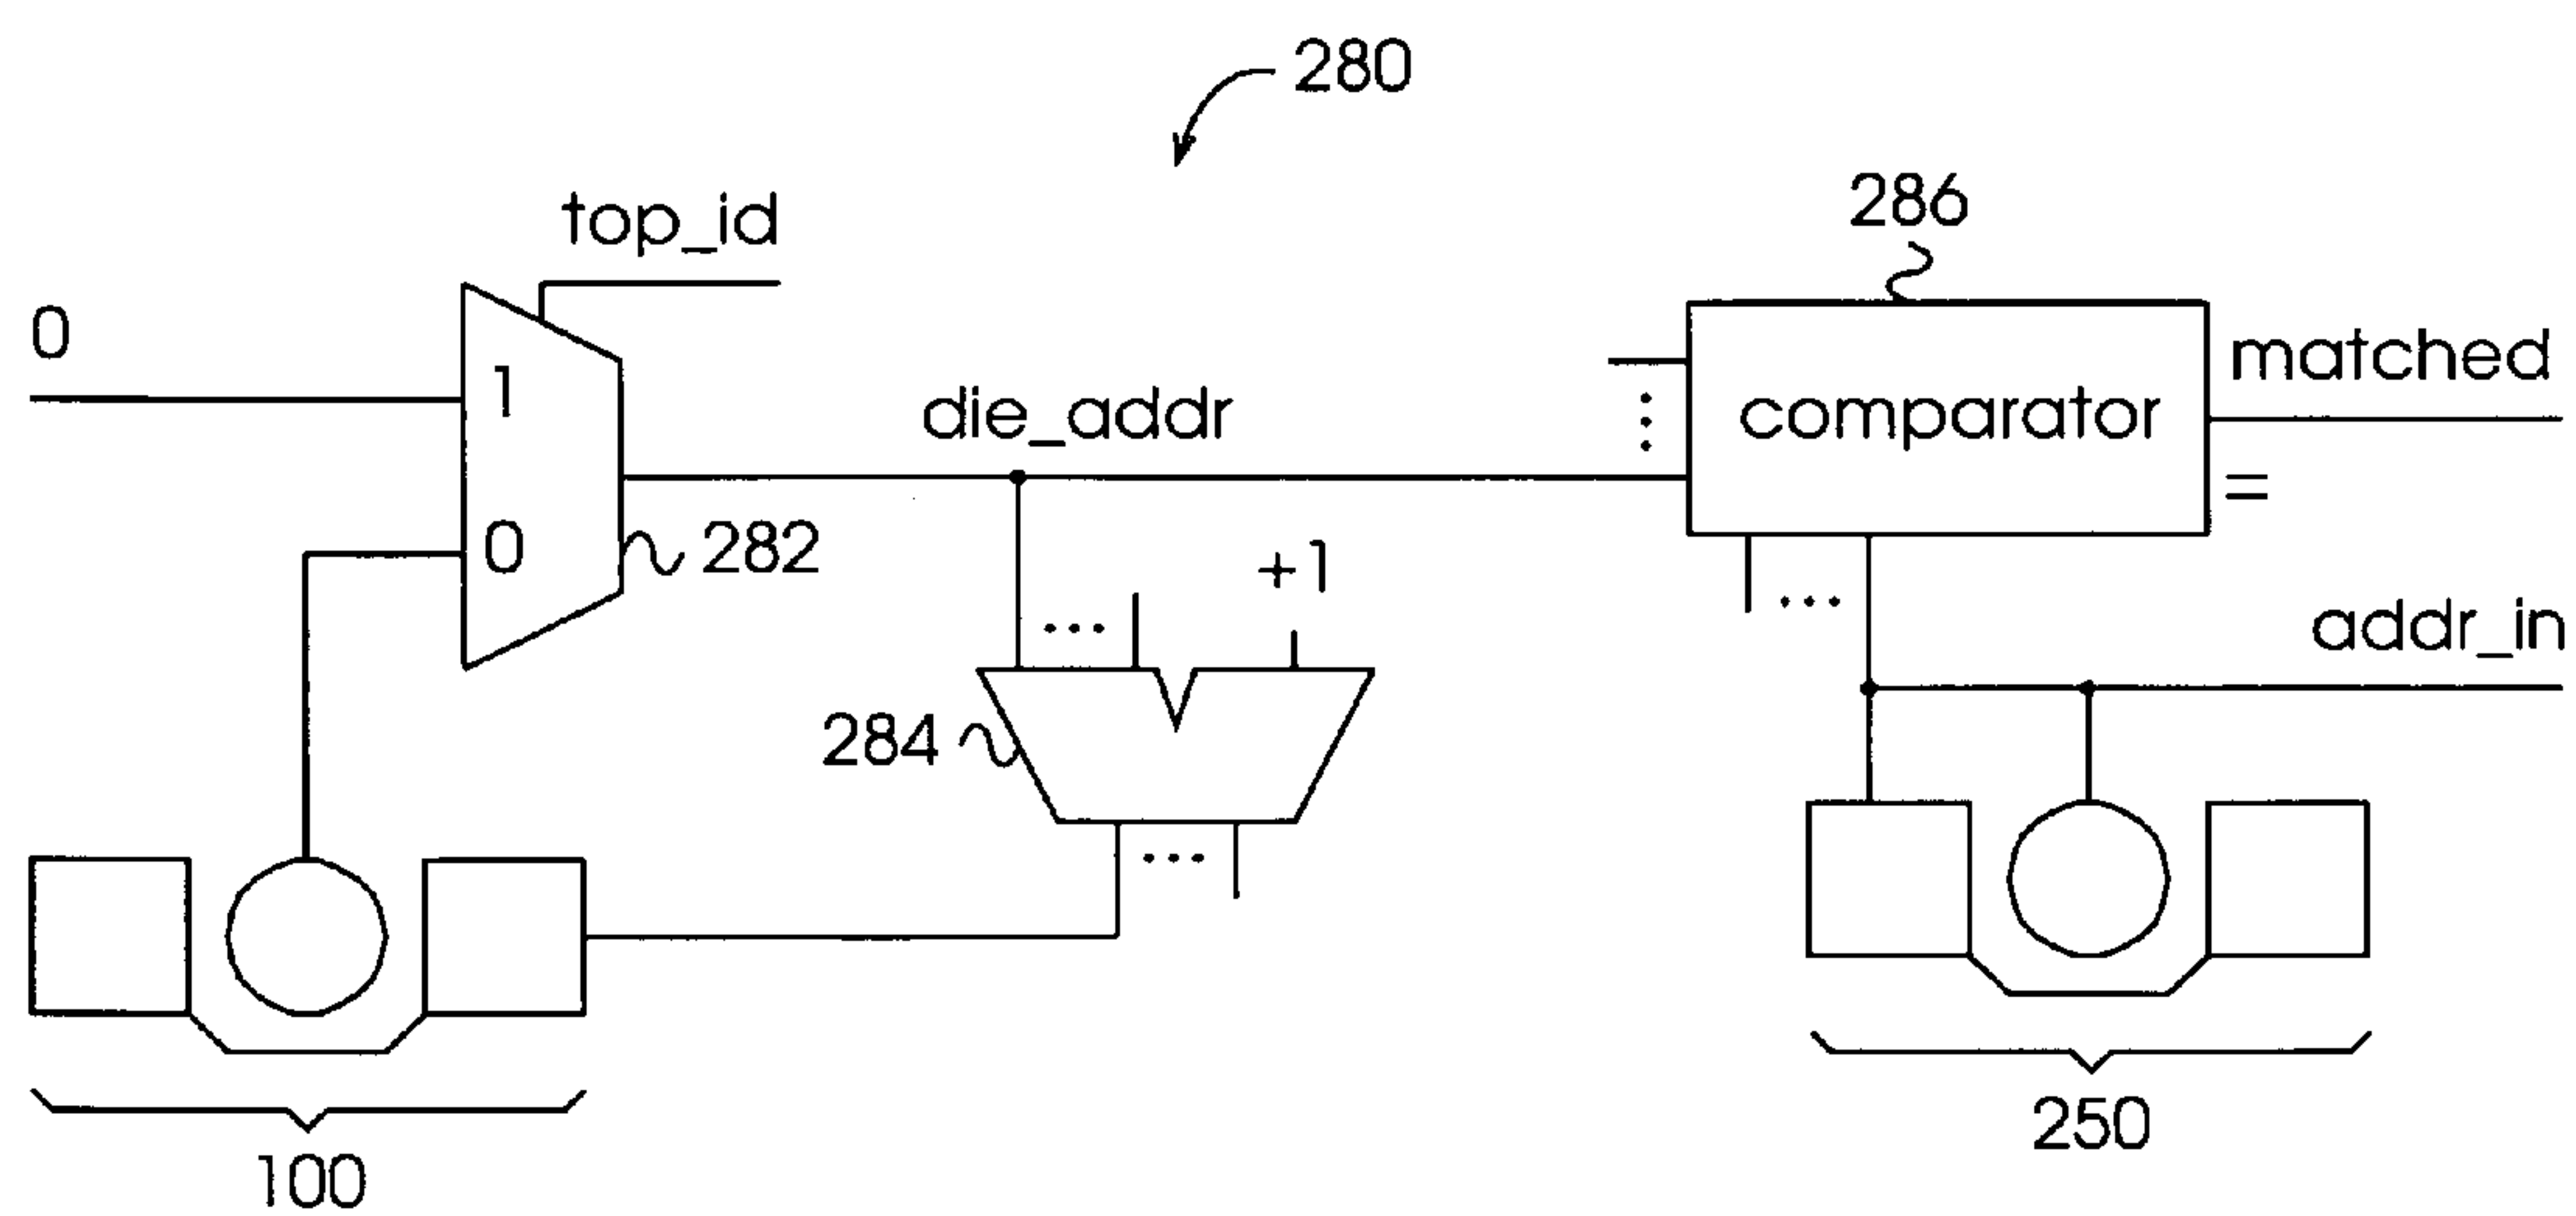 280
top_id
286
0
1
matched
die_addr
comparator
=
0
282
+1
addr_in
284
250
100